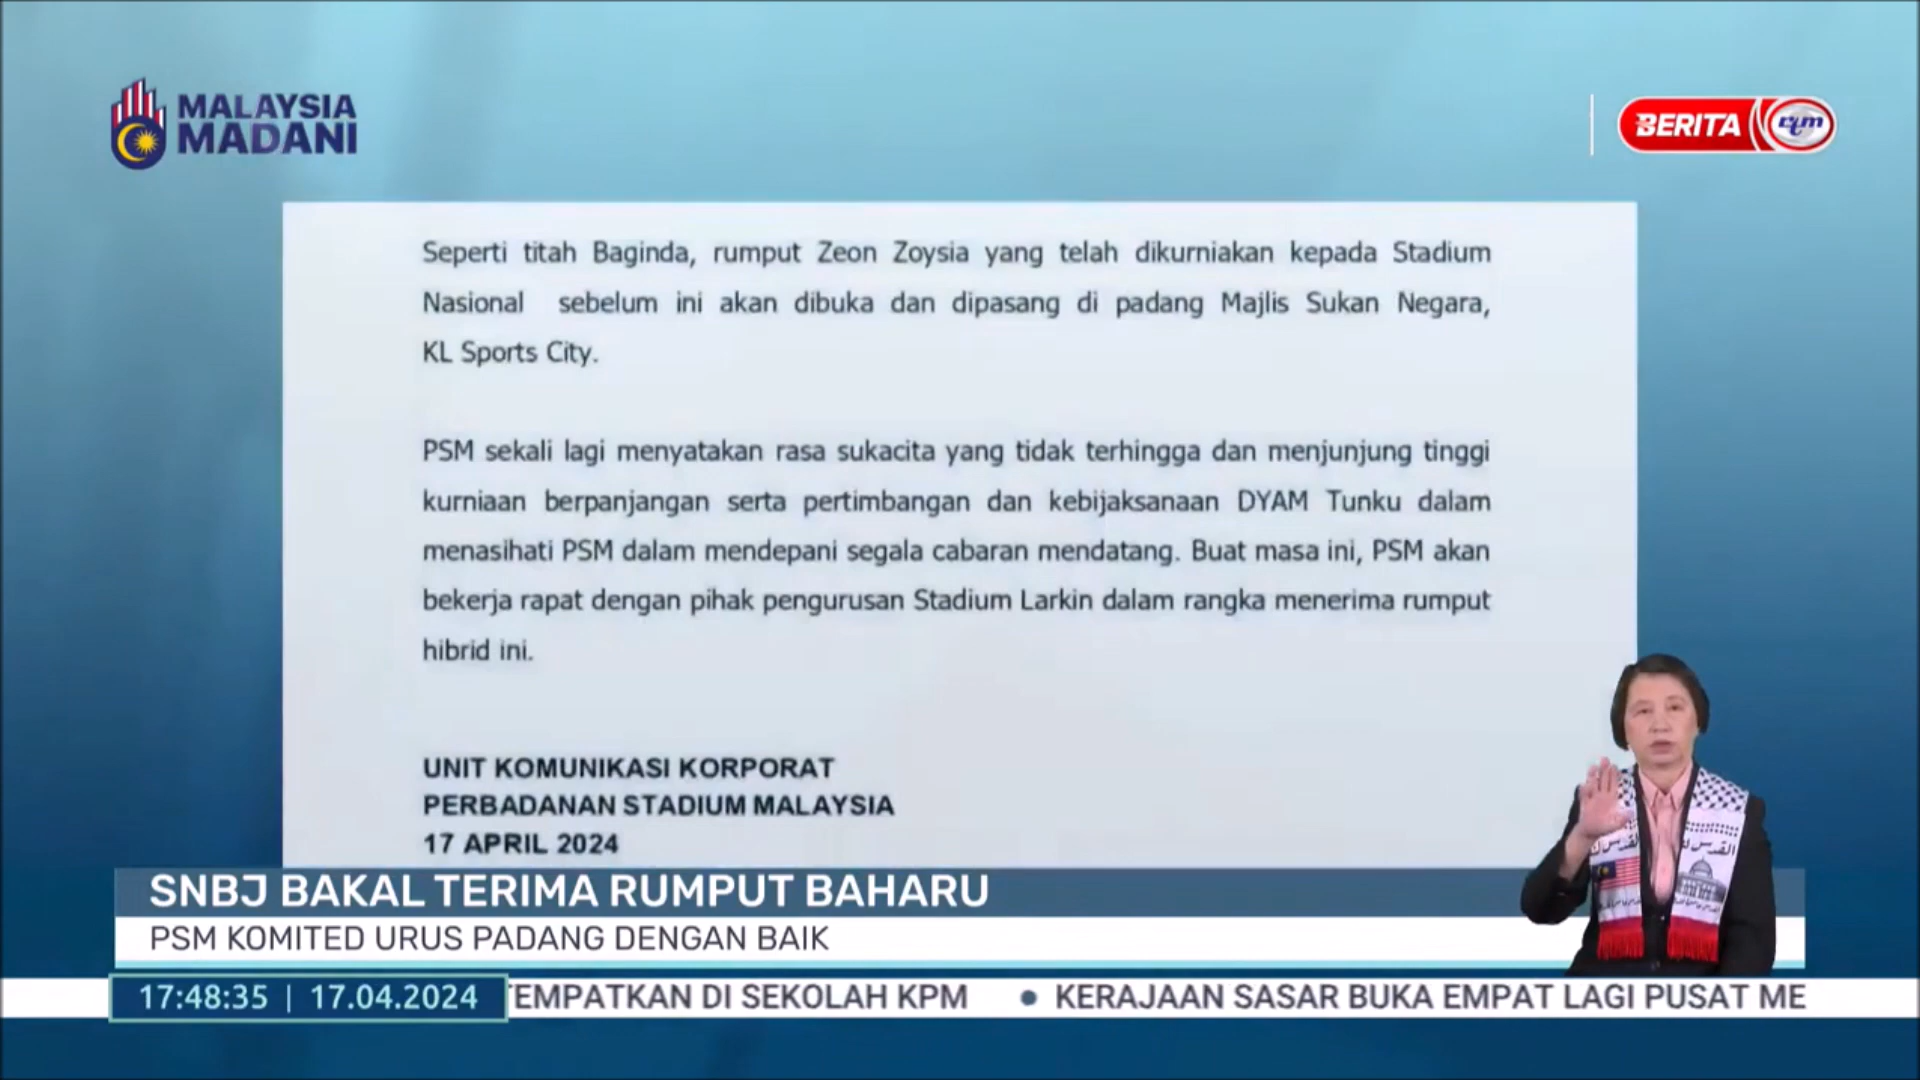 MALAYSIA
MADANI
BERITA rtm
Seperti titah Baginda, rumput Zeon Zoysia yang telah dikurniakan kepada Stadium
Nasional sebelum ini akan dibuka dan dipasang di padang Majlis Sukan Negara,
KL Sports City.
PSM sekali lagi menyatakan rasa sukacita yang tidak terhingga dan menjunjung tinggi
kurniaan berpanjangan serta pertimbangan dan kebijaksanaan DYAM Tunku dalam
menasihati PSM dalam mendepani segala cabaran mendatang. Buat masa ini, PSM akan
bekerja rapat dengan pihak pengurusan Stadium Larkin dalam rangka menerima rumput
hibrid ini.
UNIT KOMUNIKASI KORPORAT
PERBADANAN STADIUM MALAYSIA
17 APRIL 2024
القدس
القدس لنا
SNBJ BAKAL TERIMA RUMPUT BAHARU
PSM KOMITED URUS PADANG DENGAN BAIK
17:48:35 | 17.04.2024 TEMPATKAN DI SEKOLAH KPM • KERAJAAN SASAR BUKA EMPAT LAGI PUSAT ME